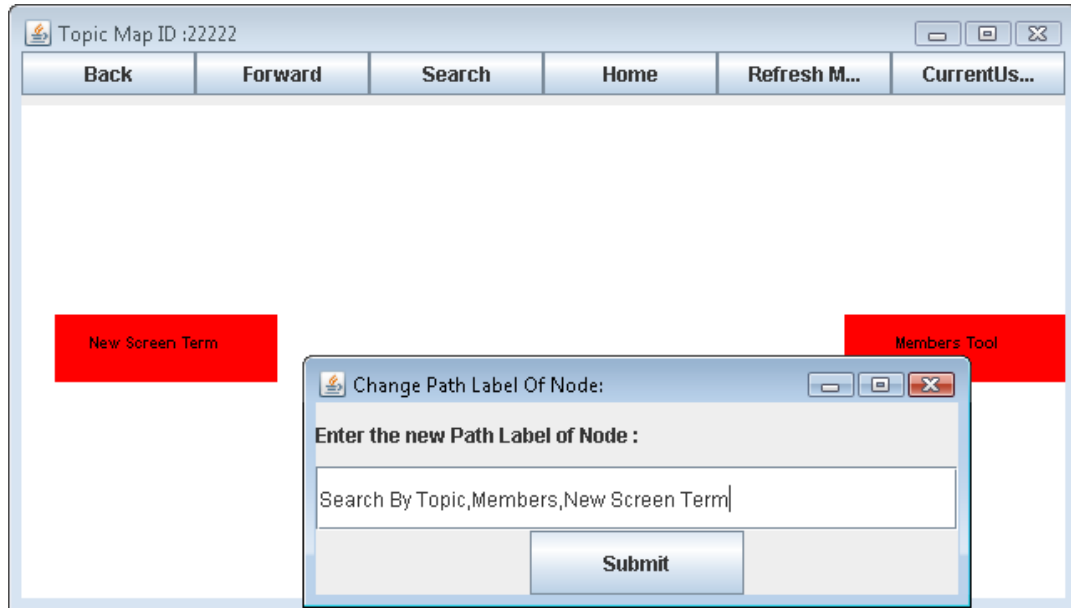 Topic Map ID :22222
Back Forward Search Home Refresh M... CurrentUs...
New Screen Term Members Tool
Change Path Label Of Node:
Enter the new Path Label of Node :
Search By Topic,Members,New Screen Term
Submit